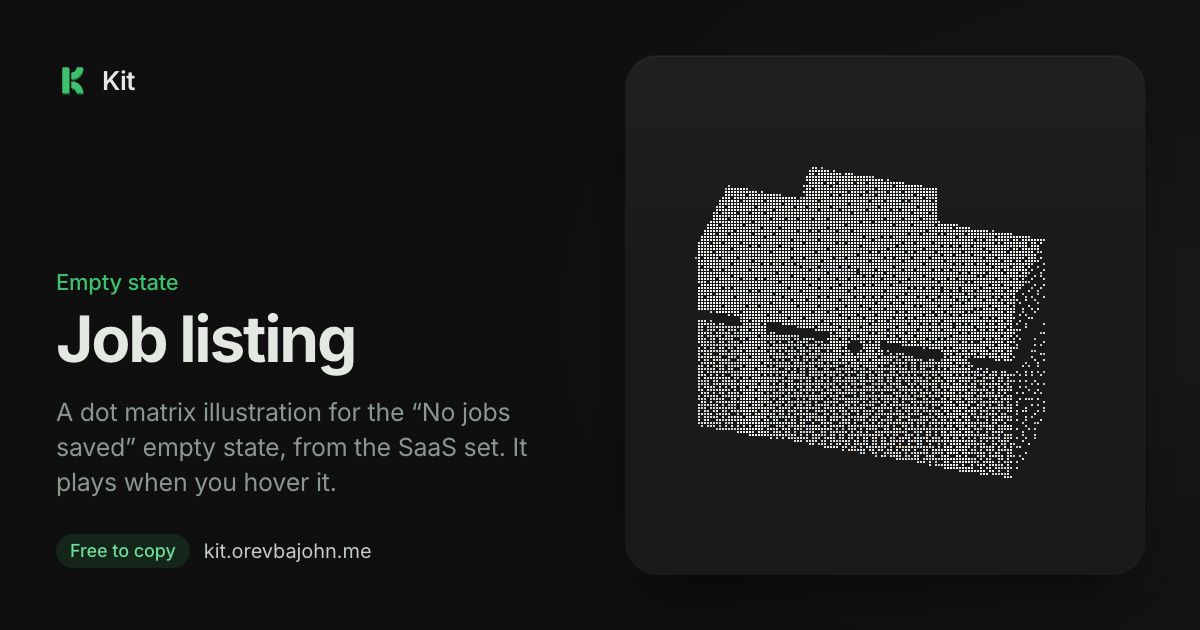 Kit
Empty state
Job listing
A dot matrix illustration for the “No jobs
saved” empty state, from the SaaS set. It
plays when you hover it.
Free to copy
kit.orevbajohn.me